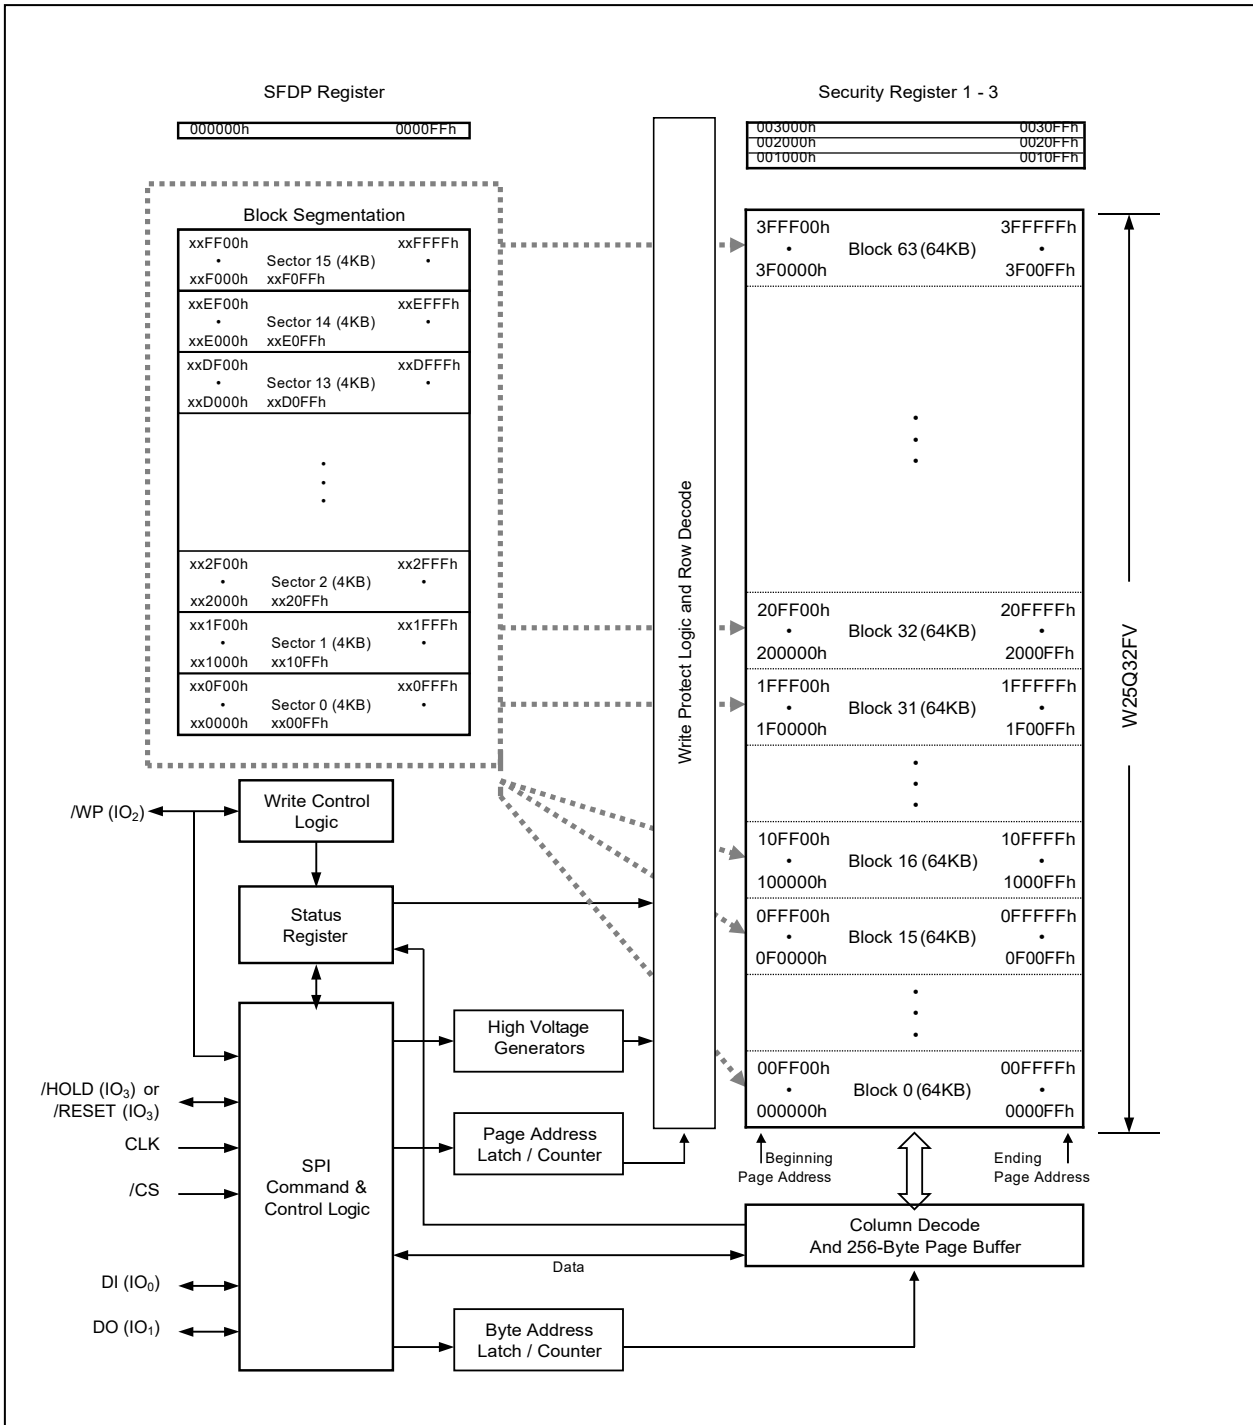 SFDP Register
000000h 0000FFh
Security Register 1 - 3
003000h 0030FFh
002000h 0020FFh
001000h 0010FFh
Block Segmentation
xxFF00h xxFFFFh
• Sector 15 (4KB) •
xxF000h xxF0FFh
xxEF00h xxEFFFh
• Sector 14 (4KB) •
xxE000h xxE0FFh
xxDF00h xxDFFFh
• Sector 13 (4KB) •
xxD000h xxD0FFh
xx2F00h xx2FFFh
• Sector 2 (4KB) •
xx2000h xx20FFh
xx1F00h xx1FFFh
• Sector 1 (4KB) •
xx1000h xx10FFh
xx0F00h xx0FFFh
• Sector 0 (4KB) •
xx0000h xx00FFh
Write Protect Logic and Row Decode
3FFF00h 3FFFFFh
• Block 63 (64KB) •
3F0000h 3F00FFh
20FF00h 20FFFFh
• Block 32 (64KB) •
200000h 2000FFh
1FFF00h 1FFFFFh
• Block 31 (64KB) •
1F0000h 1F00FFh
10FF00h 10FFFFh
• Block 16 (64KB) •
100000h 1000FFh
0FFF00h 0FFFFFh
• Block 15 (64KB) •
0F0000h 0F00FFh
00FF00h 00FFFFh
• Block 0 (64KB) •
000000h 0000FFh
W25Q32FV
Beginning
Page Address
Ending
Page Address
/WP (IO₂)
Write Control
Logic
Status
Register
High Voltage
Generators
/HOLD (IO₃) or
/RESET (IO₃)
CLK
/CS
SPI
Command &
Control Logic
Page Address
Latch / Counter
Column Decode
And 256-Byte Page Buffer
Data
DI (IO₀)
DO (IO₁)
Byte Address
Latch / Counter